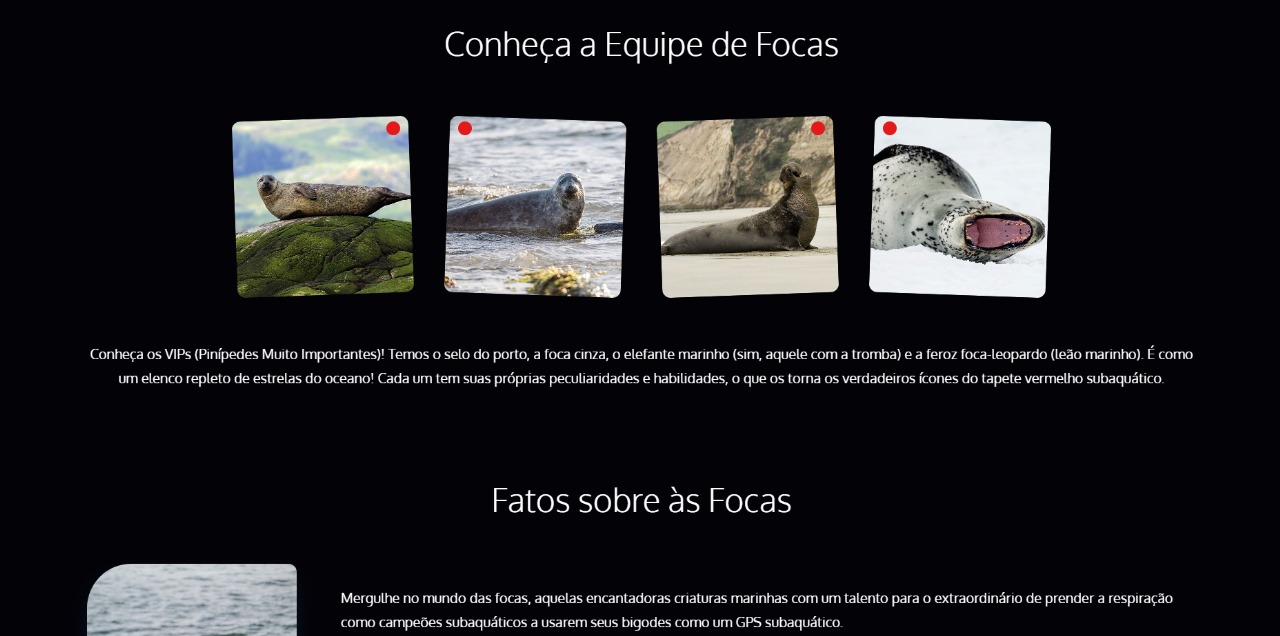 Conheça a Equipe de Focas
Conheça os VIPs (Pinípedes Muito Importantes)! Temos o selo do porto, a foca cinza, o elefante marinho (sim, aquele com a tromba) e a feroz foca-leopardo (leão marinho). É como
um elenco repleto de estrelas do oceano! Cada um tem suas próprias peculiaridades e habilidades, o que os torna os verdadeiros ícones do tapete vermelho subaquático.
Fatos sobre às Focas
Mergulhe no mundo das focas, aquelas encantadoras criaturas marinhas com um talento para o extraordinário de prender a respiração
como campeões subaquáticos a usarem seus bigodes como um GPS subaquático.